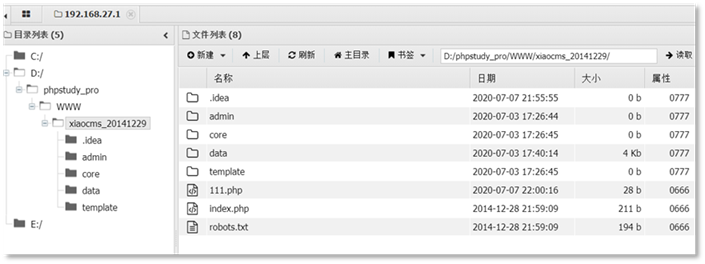 192.168.27.1
目录列表 (5)
文件列表 (8)
新建
上层
刷新
主目录
书签
D:/phpstudy_pro/WWW/xiaocms_20141229/
读取
C:/
D:/
phpstudy_pro
WWW
xiaocms_20141229
.idea
admin
core
data
template
E:/
名称 日期 大小 属性
.idea 2020-07-07 21:55:55 0 b 0777
admin 2020-07-03 17:26:44 0 b 0777
core 2020-07-03 17:26:45 0 b 0777
data 2020-07-03 17:40:14 4 Kb 0777
template 2020-07-03 17:26:45 0 b 0777
111.php 2020-07-07 22:00:16 28 b 0666
index.php 2014-12-28 21:59:09 211 b 0666
robots.txt 2014-12-28 21:59:09 194 b 0666